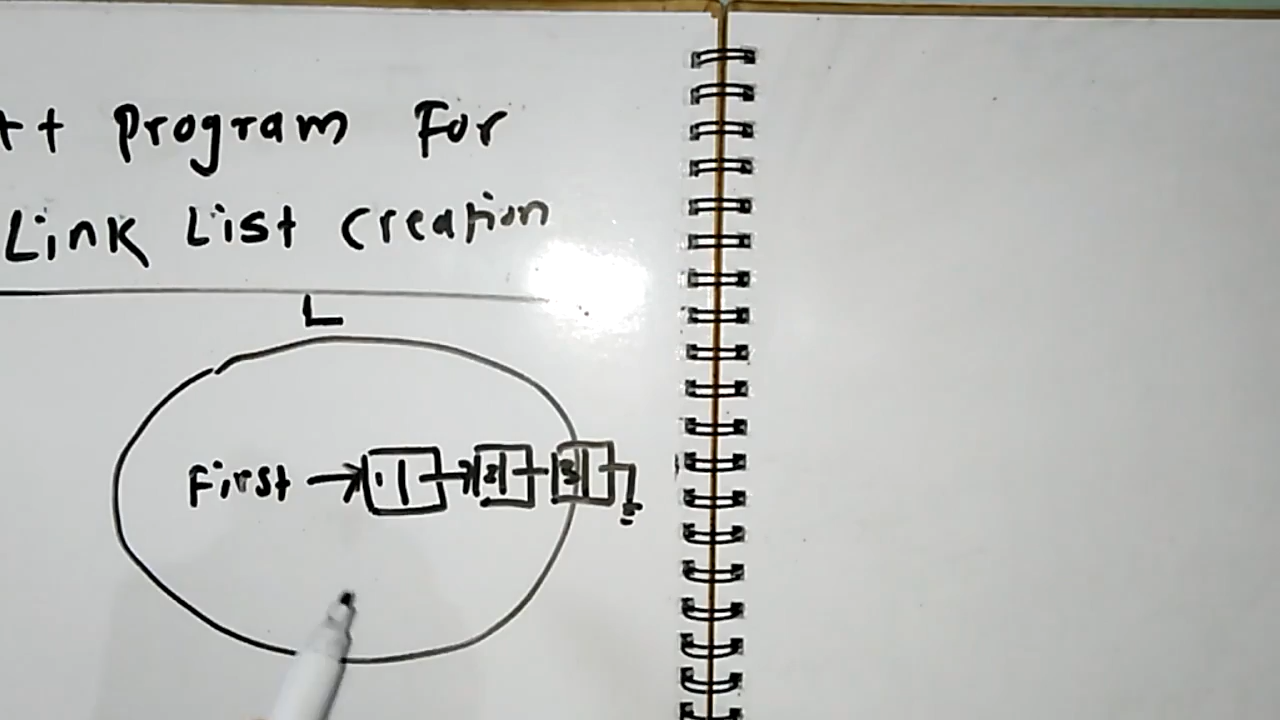 ++ Program For
Link List Creation
L
First → 1 → 2 3